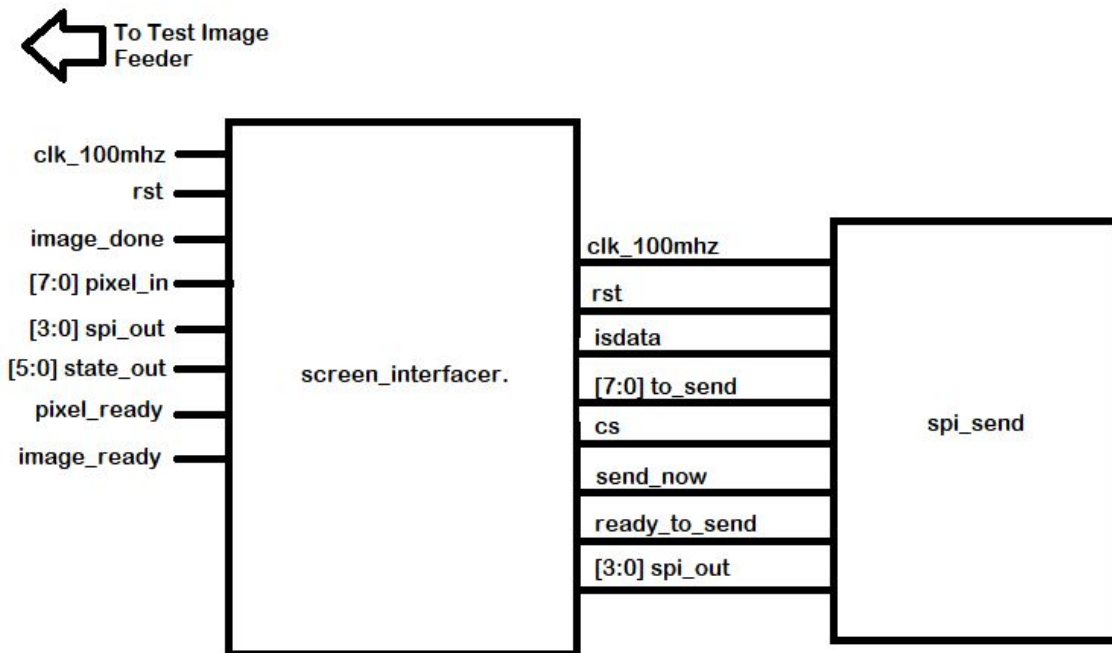 To Test Image
Feeder
clk_100mhz
rst
image_done
[7:0] pixel_in
[3:0] spi_out
[5:0] state_out
pixel_ready
image_ready
screen_interfacer.
clk_100mhz
rst
isdata
[7:0] to_send
cs
send_now
ready_to_send
[3:0] spi_out
spi_send